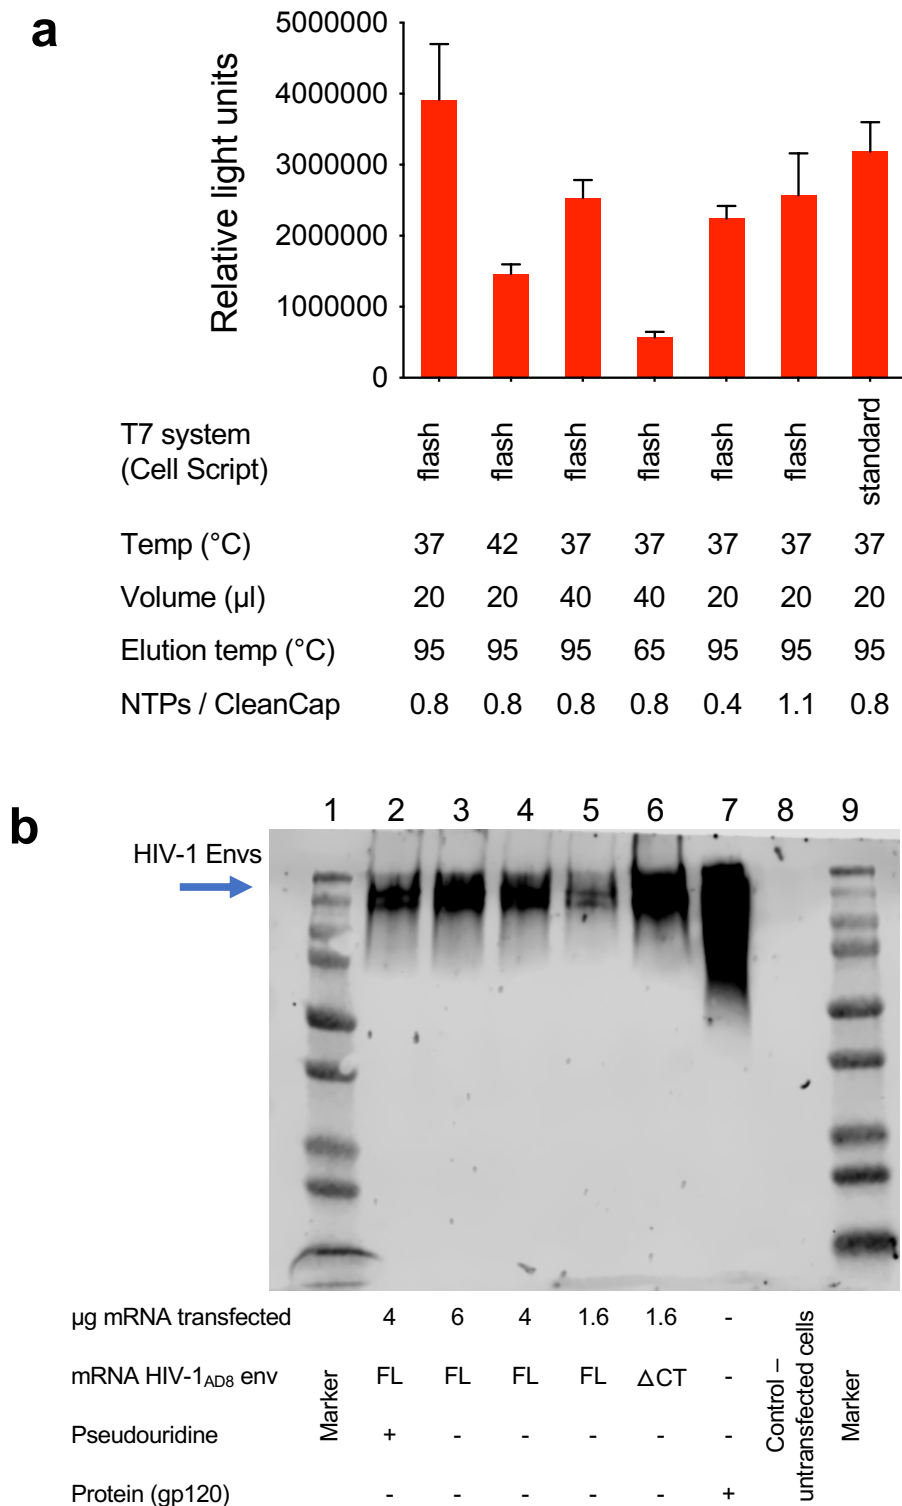 a
Relative light units
5000000
4000000
3000000
2000000
1000000
0
T7 system
(Cell Script)
flash flash flash flash flash flash standard
Temp (°C) 37 42 37 37 37 37 37
Volume (µl) 20 20 40 40 20 20 20
Elution temp (°C) 95 95 95 65 95 95 95
NTPs / CleanCap 0.8 0.8 0.8 0.8 0.4 1.1 0.8
b
1 2 3 4 5 6 7 8 9
HIV-1 Envs
µg mRNA transfected 4 6 4 1.6 1.6 -
mRNA HIV-1AD8 env FL FL FL FL △CT -
Pseudouridine + - - - - -
Protein (gp120) - - - - - +
Marker
Control –
untransfected cells
Marker